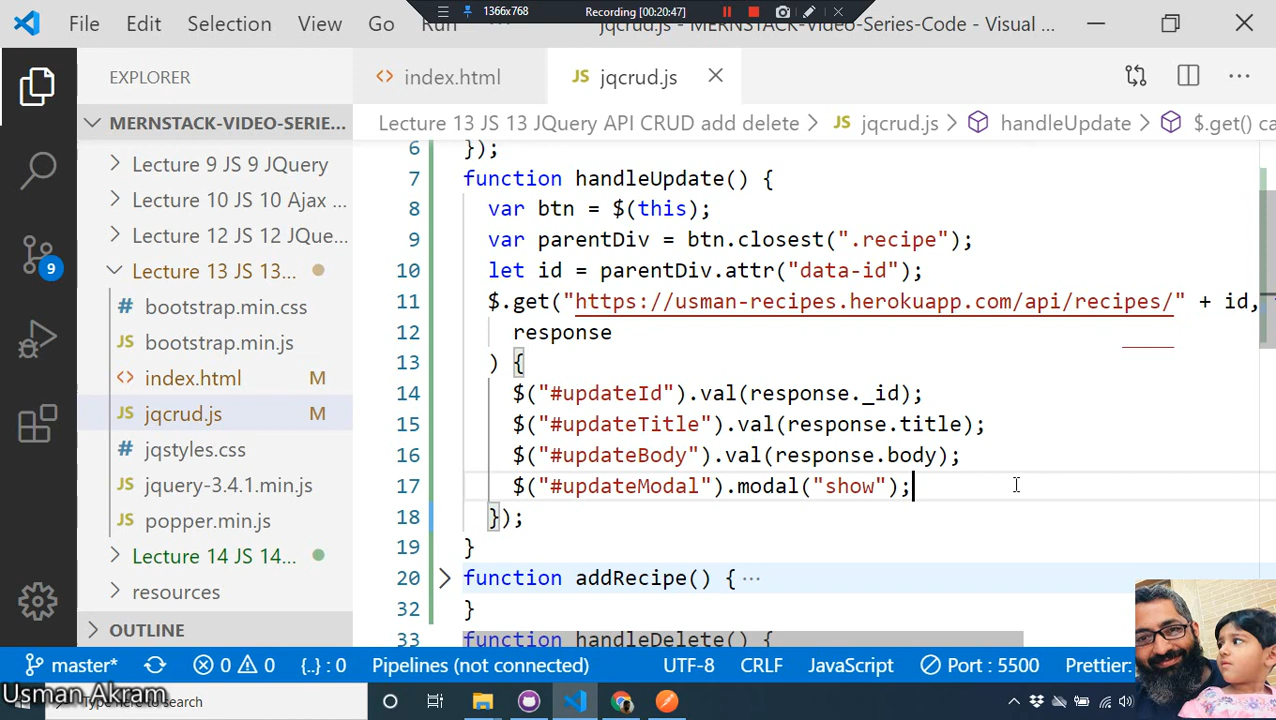 1366x768
Recording [00:20:47]
File Edit Selection View Go Run jqcrud.js - MERNSTACK-Video-Series-Code - Visual ...
EXPLORER
<> index.html
JS jqcrud.js
MERNSTACK-VIDEO-SERIE...
Lecture 13 JS 13 JQuery API CRUD add delete > JS jqcrud.js > handleUpdate > $.get() ca
Lecture 9 JS 9 JQuery
Lecture 10 JS 10 Ajax ...
Lecture 12 JS 12 JQue...
Lecture 13 JS 13...
# bootstrap.min.css
JS bootstrap.min.js
<> index.html M
JS jqcrud.js M
# jqstyles.css
JS jquery-3.4.1.min.js
JS popper.min.js
Lecture 14 JS 14...
resources
OUTLINE
9
6 });
7 function handleUpdate() {
8 var btn = $(this);
9 var parentDiv = btn.closest(".recipe");
10 let id = parentDiv.attr("data-id");
11 $.get("https://usman-recipes.herokuapp.com/api/recipes/" + id,
12 response
13 ) {
14 $("#updateId").val(response._id);
15 $("#updateTitle").val(response.title);
16 $("#updateBody").val(response.body);
17 $("#updateModal").modal("show");
18 });
19 }
20 function addRecipe() { ...
32 }
33 function handleDelete() {
master* 0 0 {..} : 0 Pipelines (not connected) UTF-8 CRLF JavaScript Port : 5500 Prettier:
Usman Akram
Type here to search